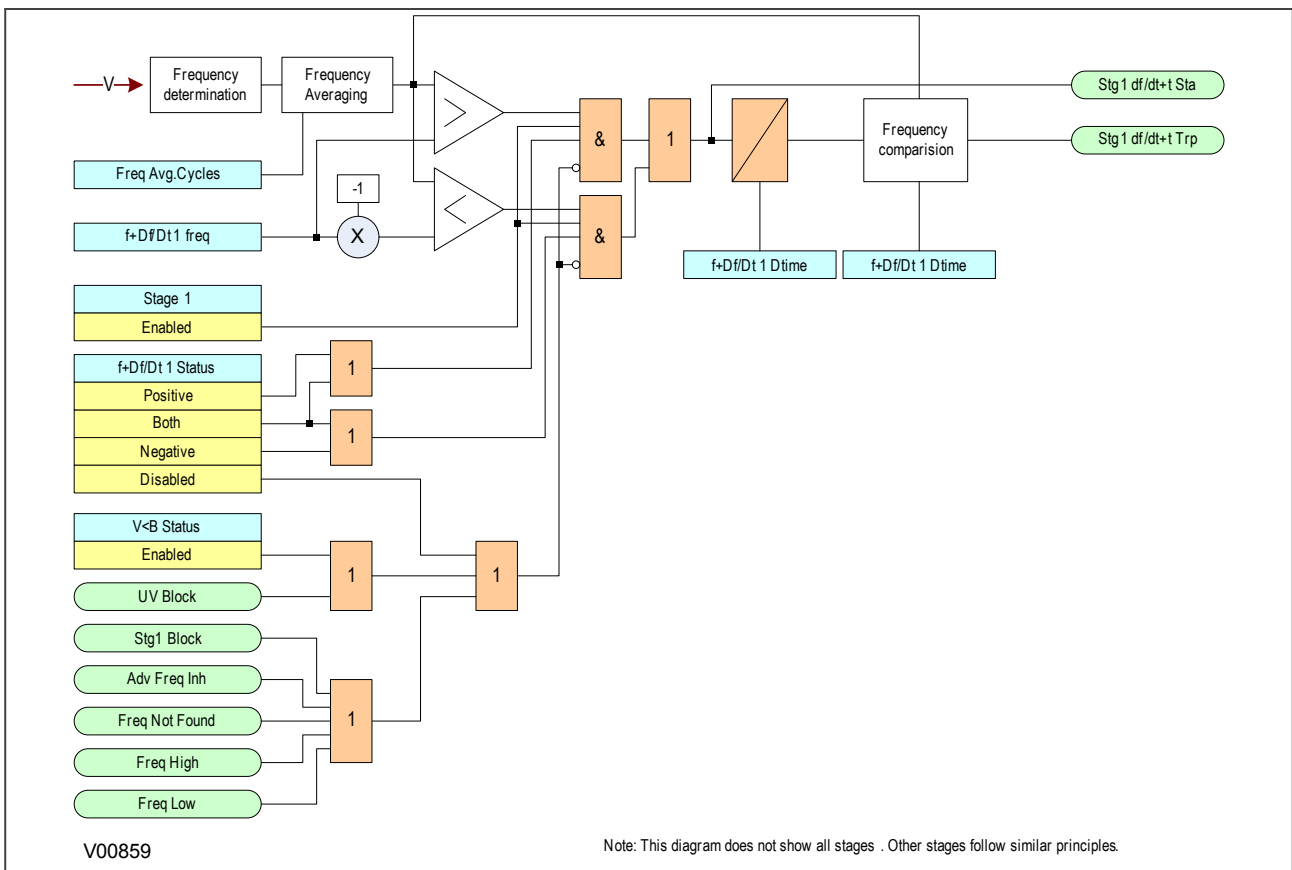 V
Frequency
determination
Frequency
Averaging
Freq Avg.Cycles
f+Df/Dt 1 freq
-1
X
>
<
&
&
1
Frequency
comparision
Stg1 df/dt+t Sta
Stg1 df/dt+t Trp
f+Df/Dt 1 Dtime
f+Df/Dt 1 Dtime
Stage 1
Enabled
f+Df/Dt 1 Status
Positive
Both
Negative
Disabled
1
1
V<B Status
Enabled
UV Block
1
1
Stg1 Block
Adv Freq Inh
Freq Not Found
Freq High
Freq Low
1
V00859
Note: This diagram does not show all stages . Other stages follow similar principles.